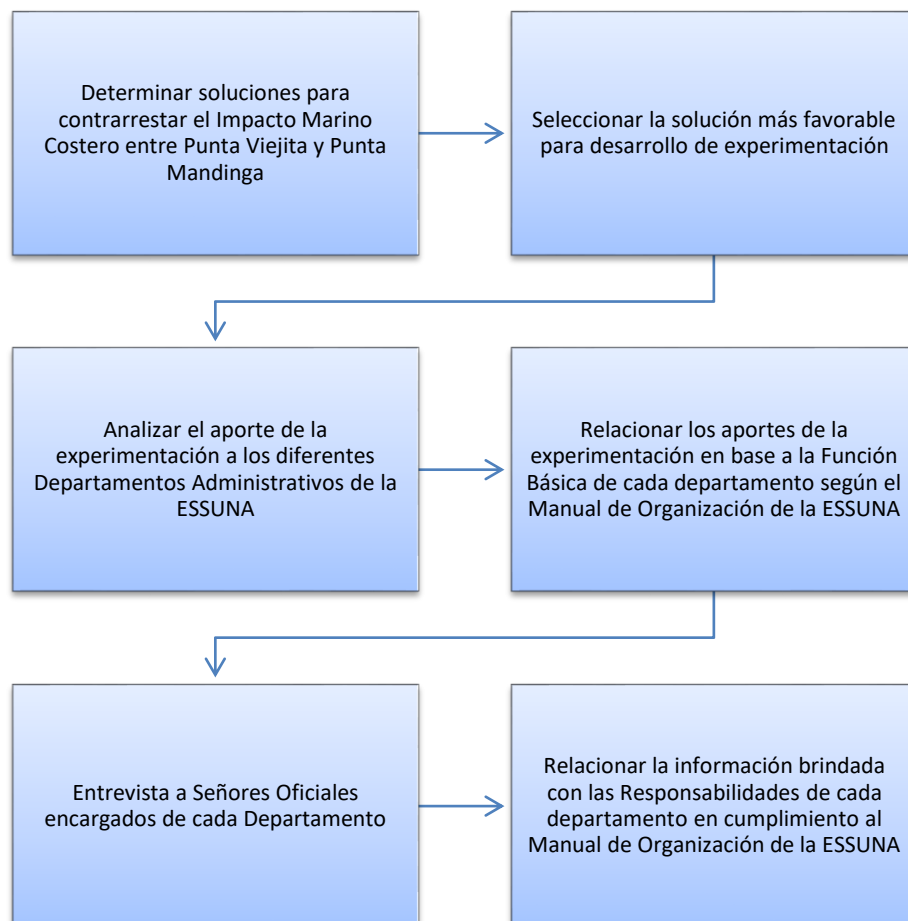 Determinar soluciones para
contrarrestar el Impacto Marino
Costero entre Punta Viejita y Punta
Mandinga
Seleccionar la solución más favorable
para desarrollo de experimentación
Analizar el aporte de la
experimentación a los diferentes
Departamentos Administrativos de la
ESSUNA
Relacionar los aportes de la
experimentación en base a la Función
Básica de cada departamento según el
Manual de Organización de la ESSUNA
Entrevista a Señores Oficiales
encargados de cada Departamento
Relacionar la información brindada
con las Responsabilidades de cada
departamento en cumplimiento al
Manual de Organización de la ESSUNA